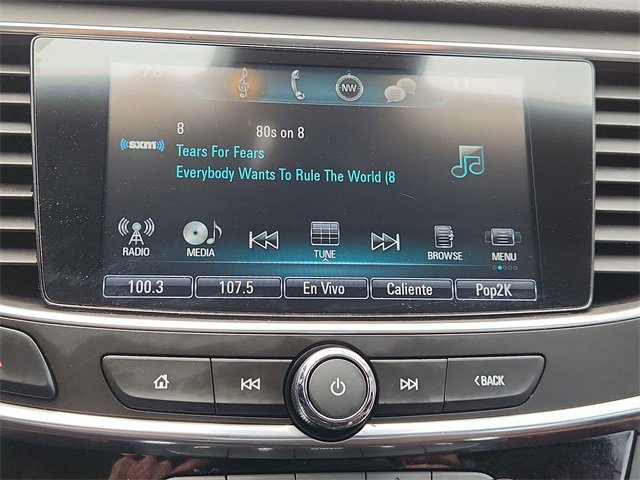 NW
8 80s on 8
((sxm))
Tears For Fears
Everybody Wants To Rule The World (8
RADIO MEDIA TUNE BROWSE MENU
100.3 107.5 En Vivo Caliente Pop2K
BACK